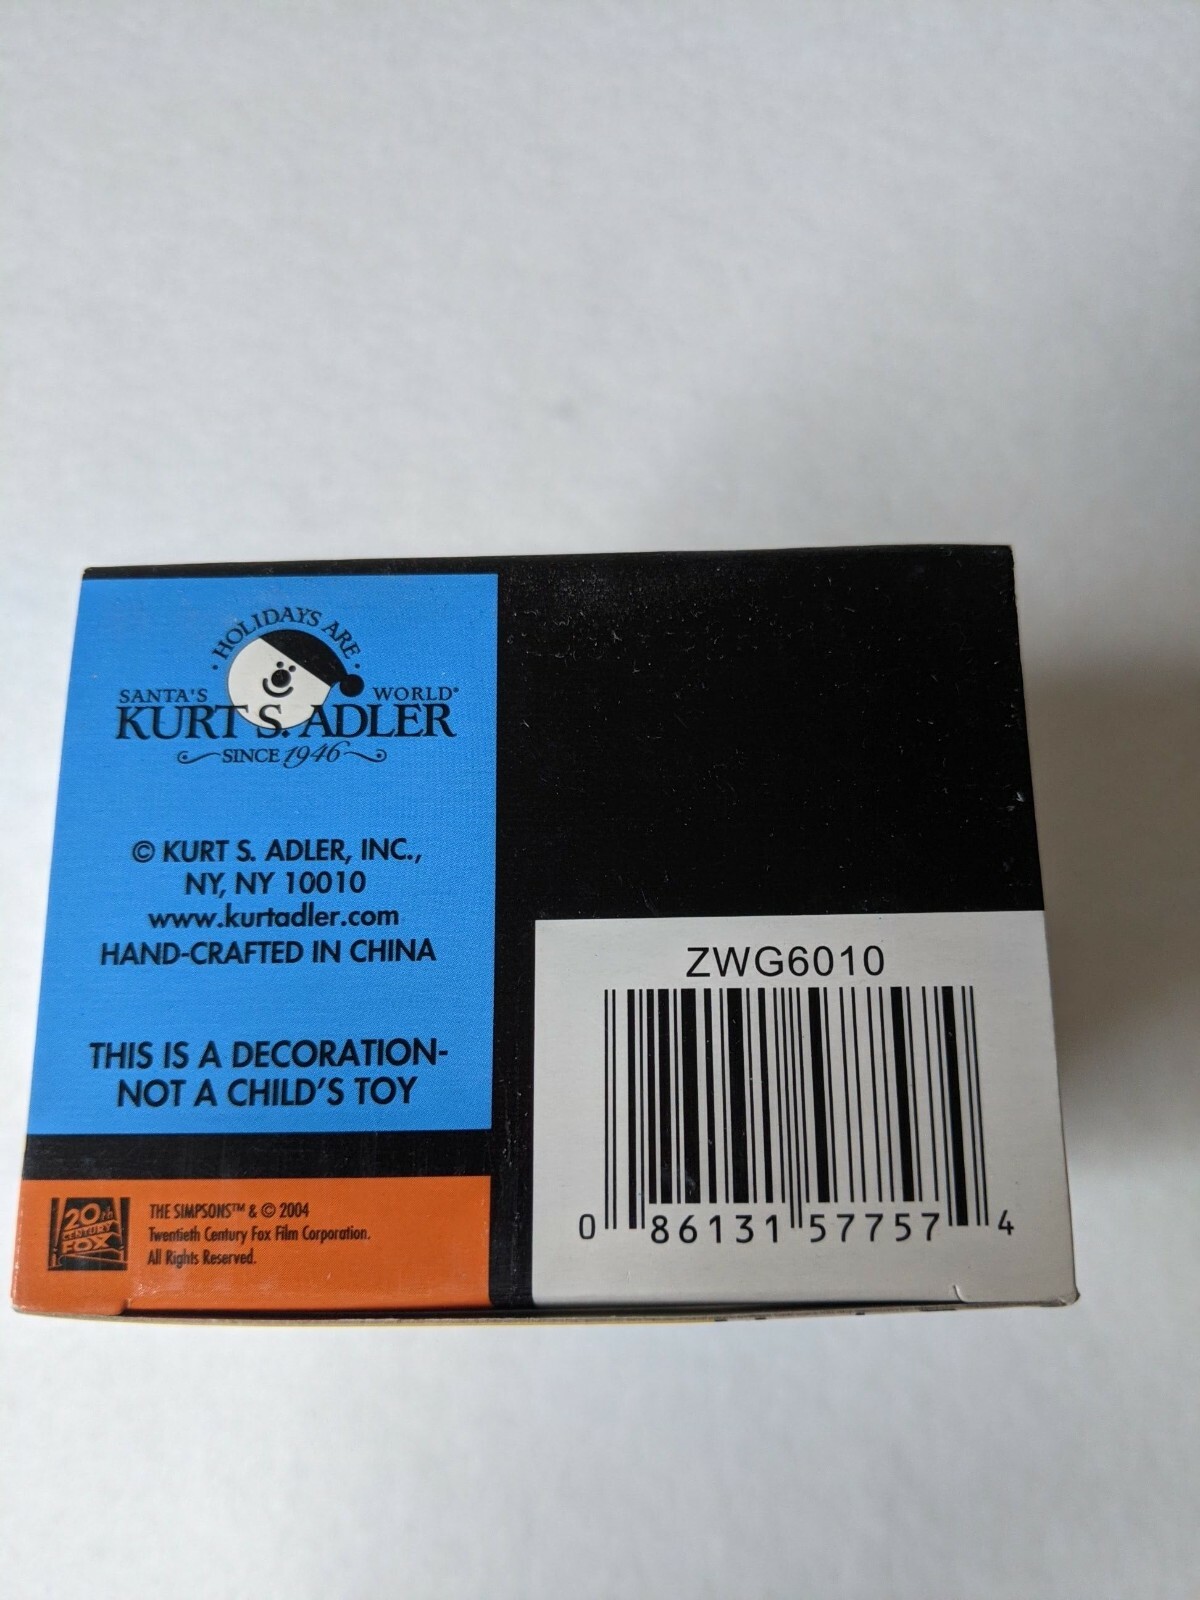 HOLIDAYS ARE
SANTA'S WORLD
KURT S. ADLER
SINCE 1946
© KURT S. ADLER, INC.,
NY, NY 10010
www.kurtadler.com
HAND-CRAFTED IN CHINA
THIS IS A DECORATION-
NOT A CHILD'S TOY
20th
CENTURY
FOX
THE SIMPSONS™ & © 2004
Twentieth Century Fox Film Corporation.
All Rights Reserved.
ZWG6010
0 86131 57757 4